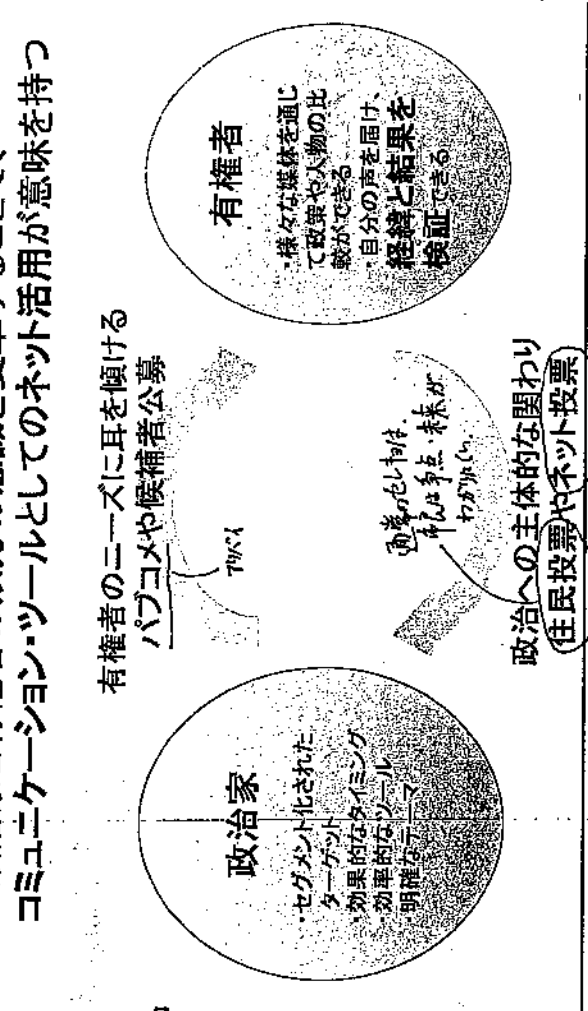 コミュニケーション・ツールとしてのネット活用が意味を持つ
有権者のニーズに耳を傾ける
パブコメや候補者公募
アリバイ
政治家
・セグメント化された
ターゲット
・効果的なタイミング
・効率的なツール
・明確なテーマ
有権者
・様々な媒体を通じ
て政策や人物の比
較ができる
・自分の声を届け、
経緯と結果を
検証できる
政治への主体的な関わり
住民投票やネット投票